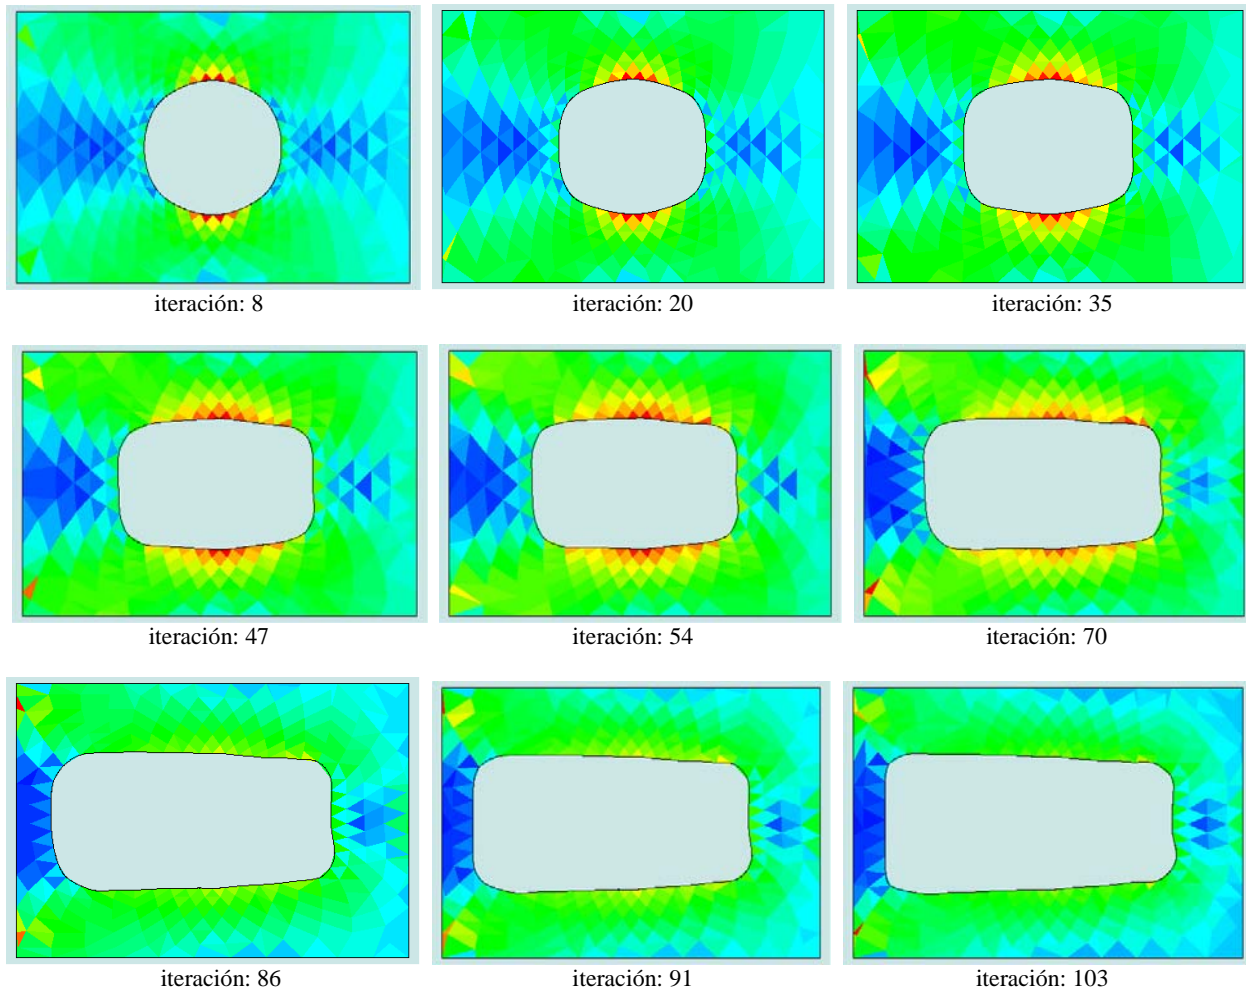 iteración: 8
iteración: 20
iteración: 35
iteración: 47
iteración: 54
iteración: 70
iteración: 86
iteración: 91
iteración: 103